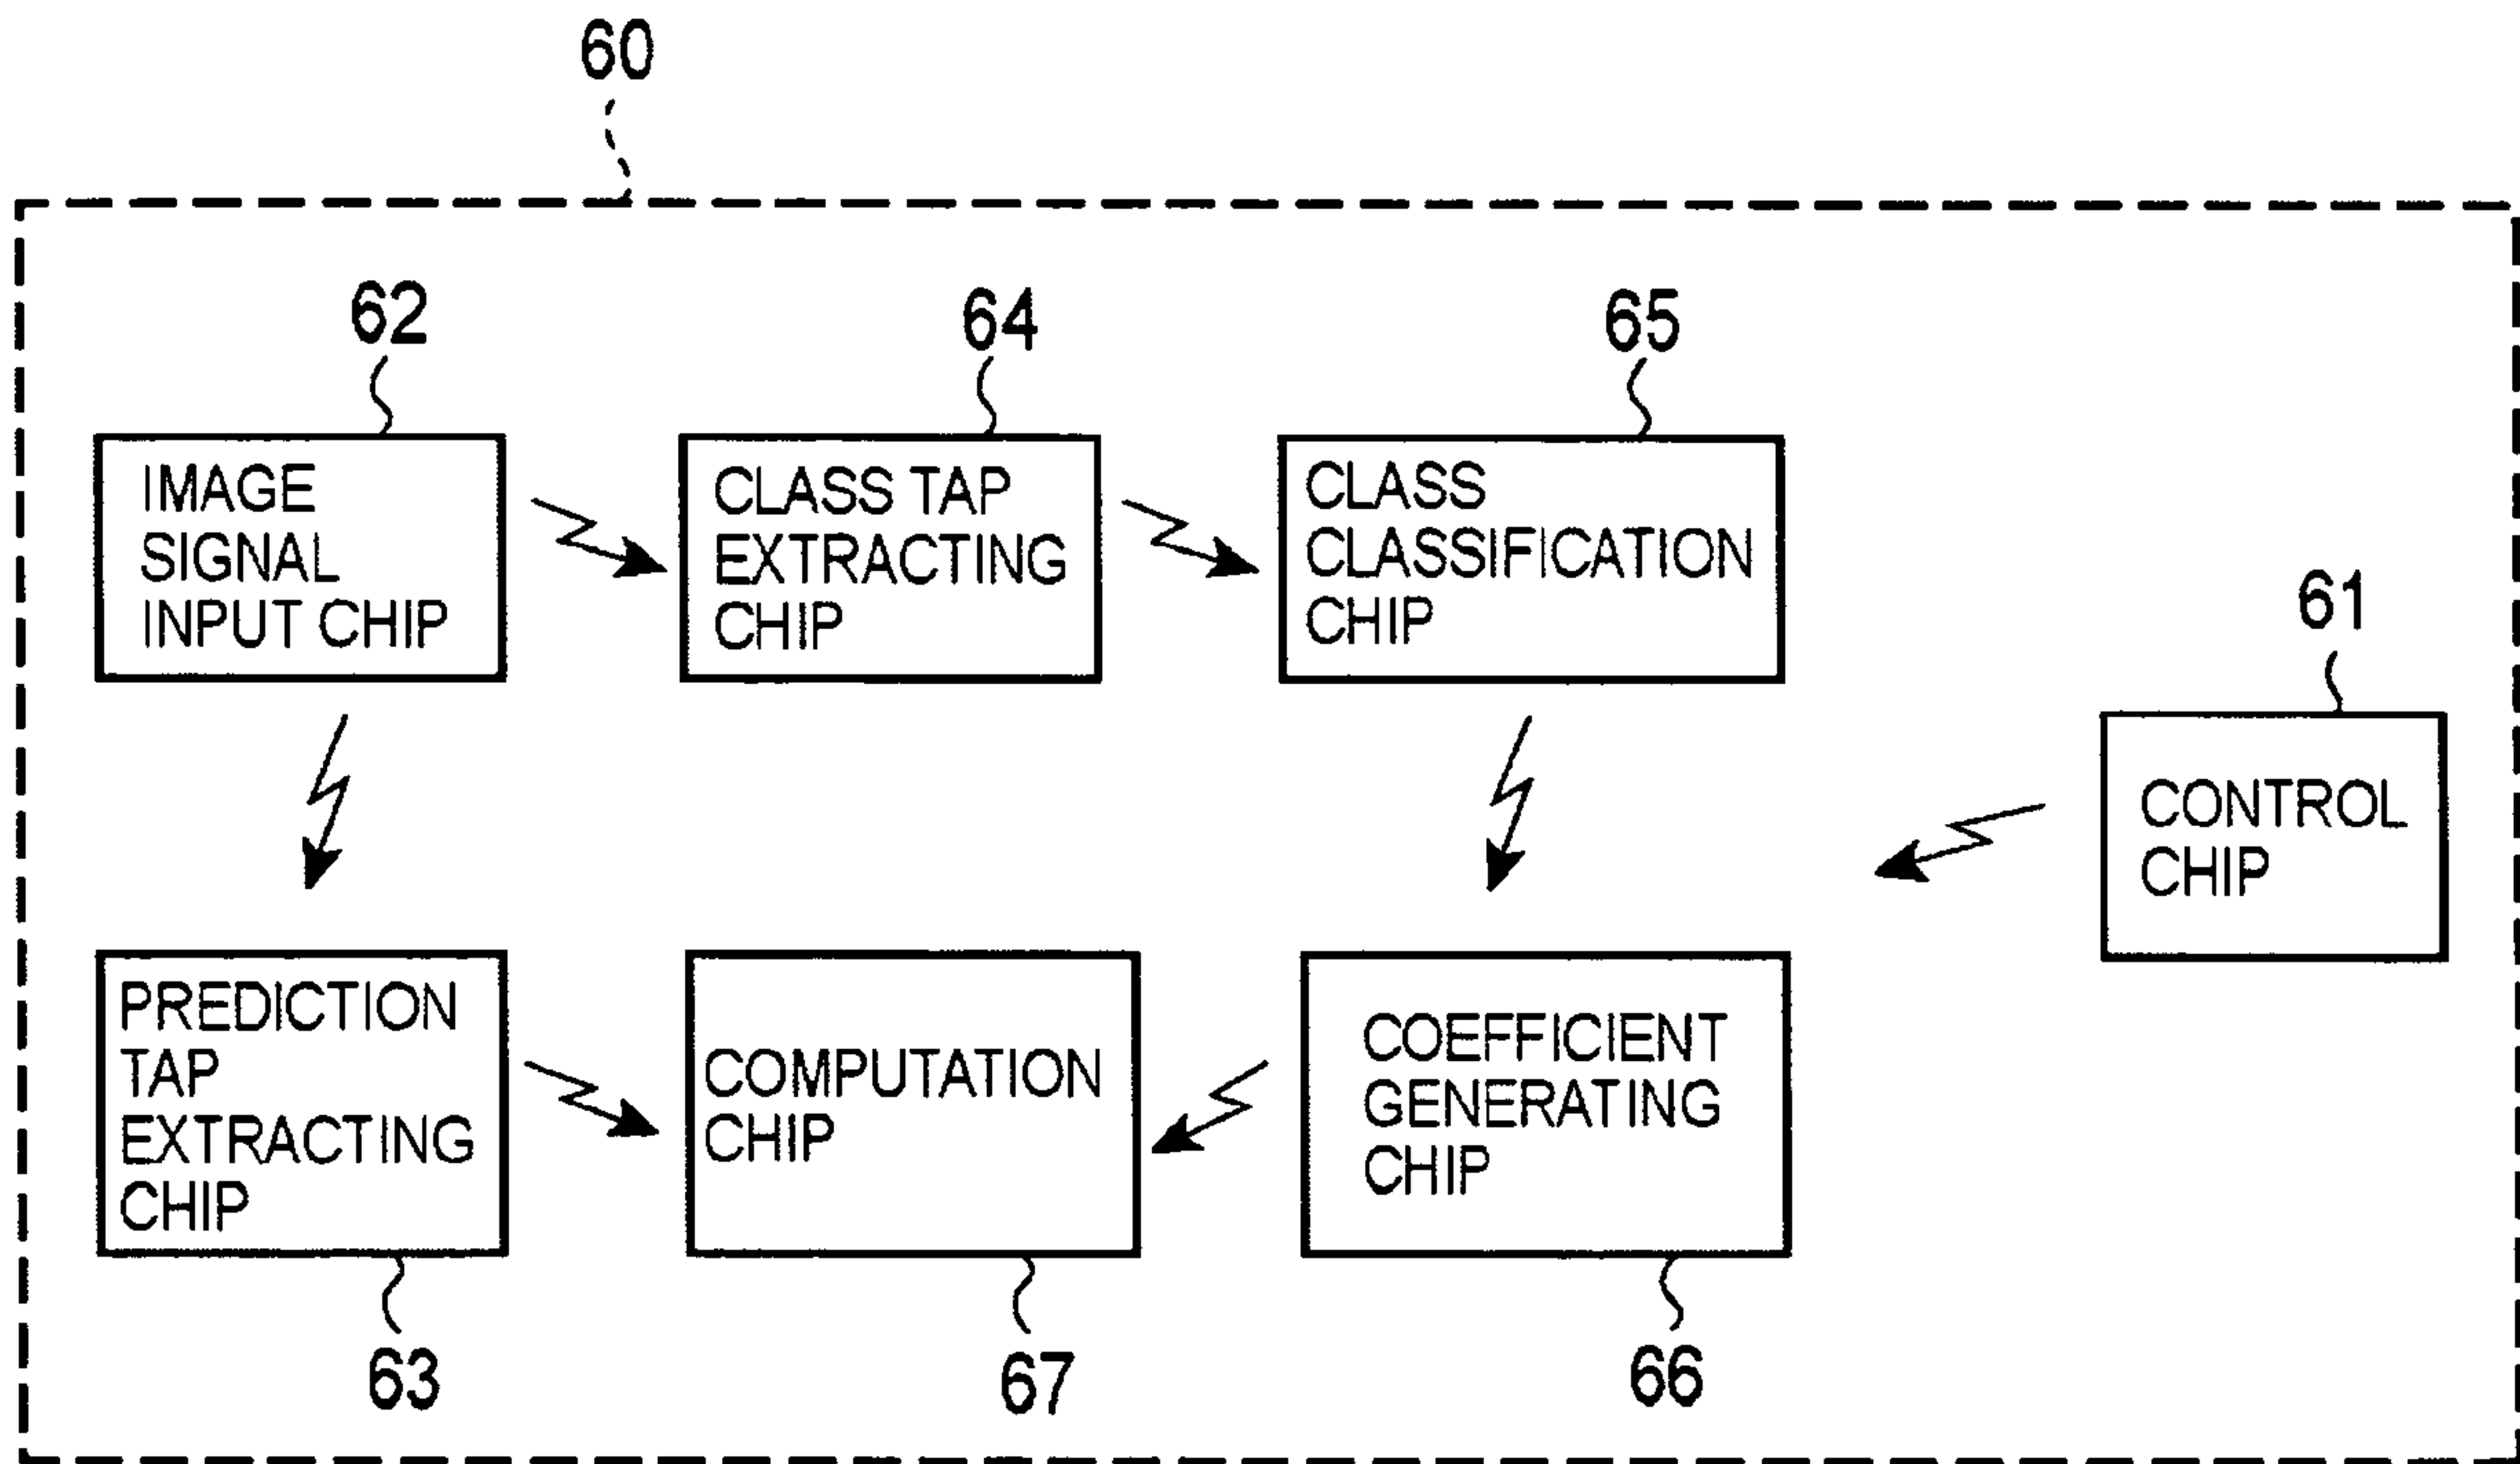 60
62
IMAGE
SIGNAL
INPUT CHIP
64
CLASS TAP
EXTRACTING
CHIP
65
CLASS
CLASSIFICATION
CHIP
61
CONTROL
CHIP
PREDICTION
TAP
EXTRACTING
CHIP
63
COMPUTATION
CHIP
67
COEFFICIENT
GENERATING
CHIP
66